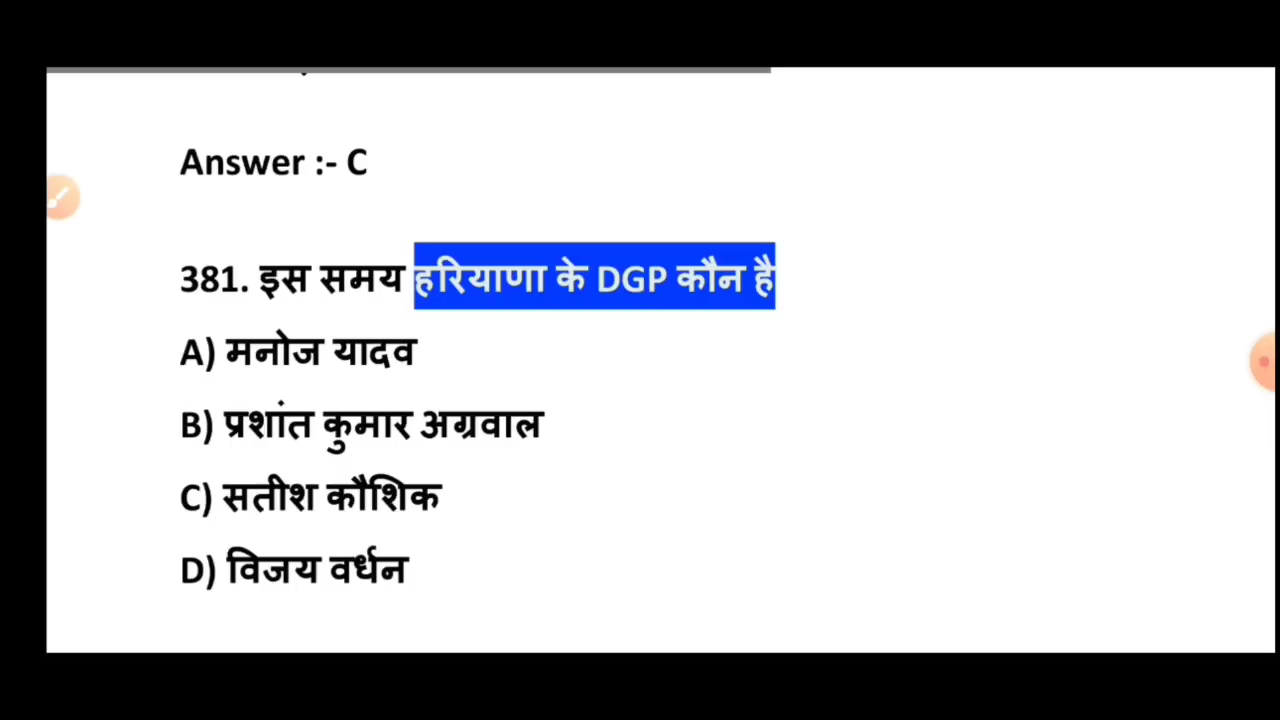 Answer :- C
381. इस समय हरियाणा के DGP कौन है
A) मनोज यादव
B) प्रशांत कुमार अग्रवाल
C) सतीश कौशिक
D) विजय वर्धन